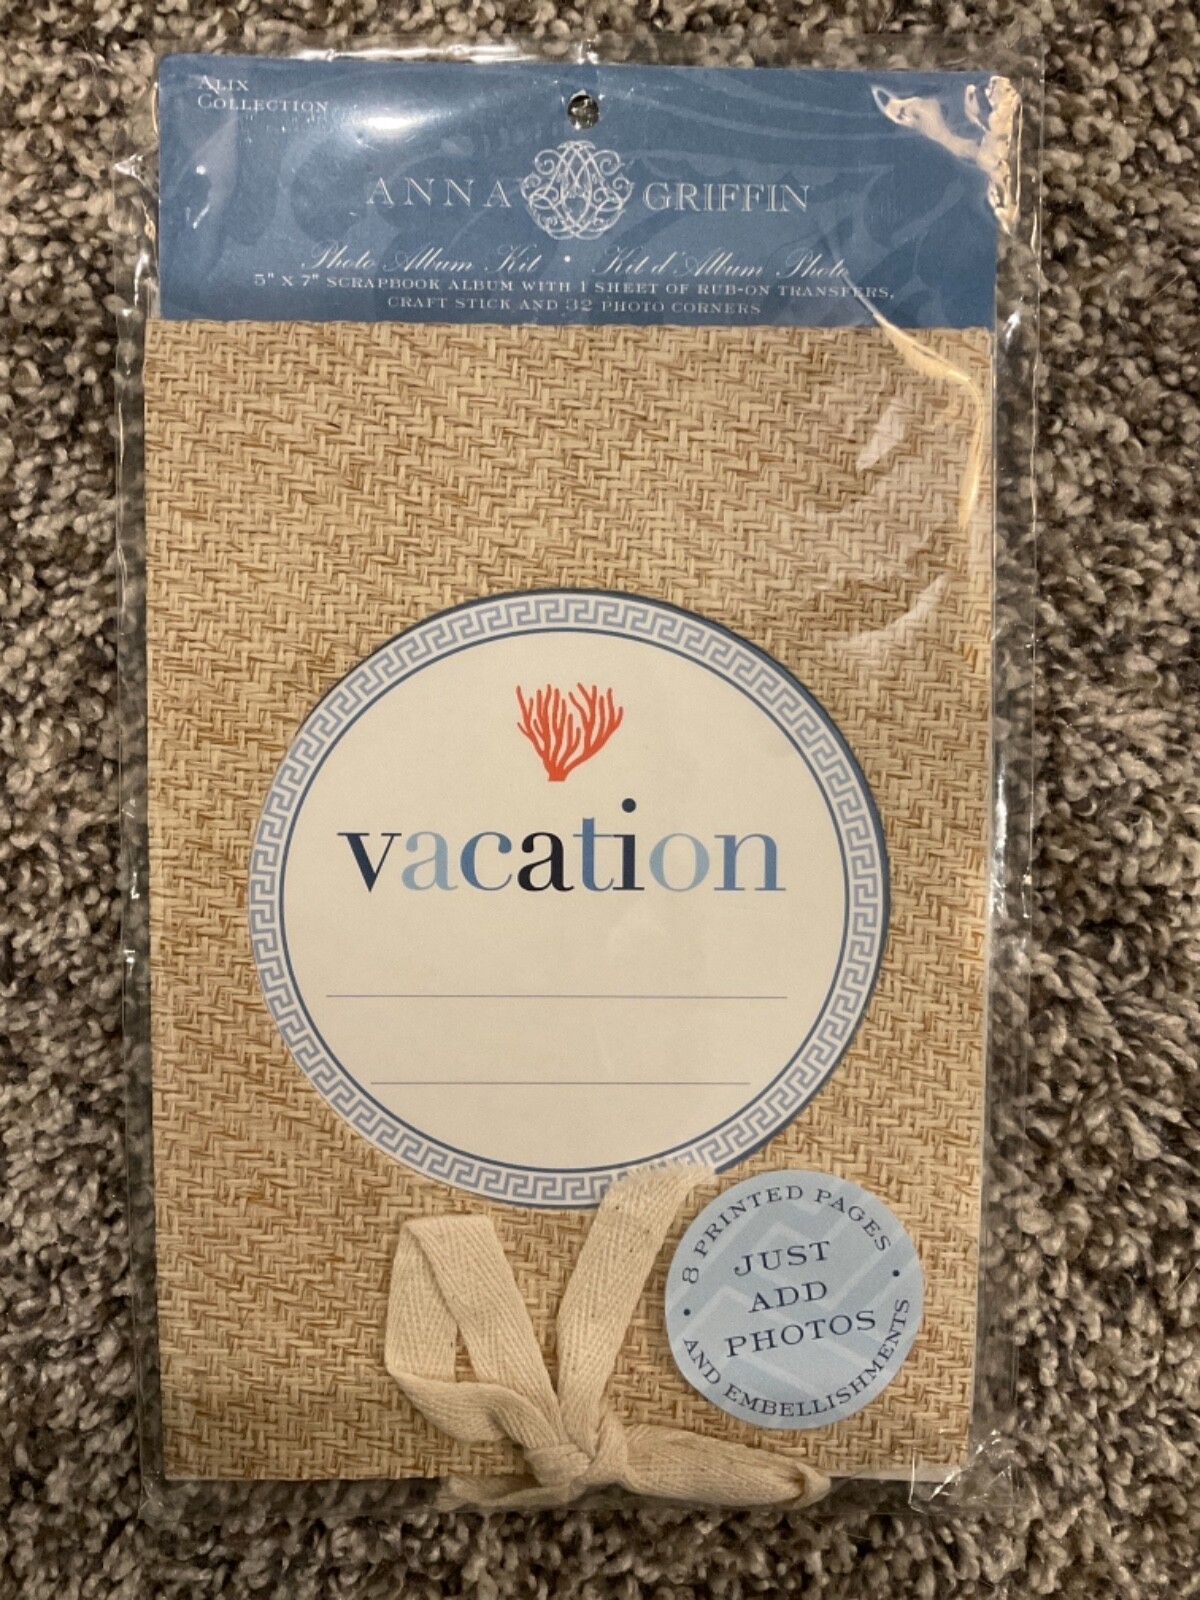 ALIX
COLLECTION
ANNA GRIFFIN
Photo Album Kit • Kit d'Album Photo
5" X 7" SCRAPBOOK ALBUM WITH 1 SHEET OF RUB-ON TRANSFERS,
CRAFT STICK AND 32 PHOTO CORNERS
vacation
• 8 PRINTED PAGES •
JUST
ADD
PHOTOS
AND EMBELLISHMENTS